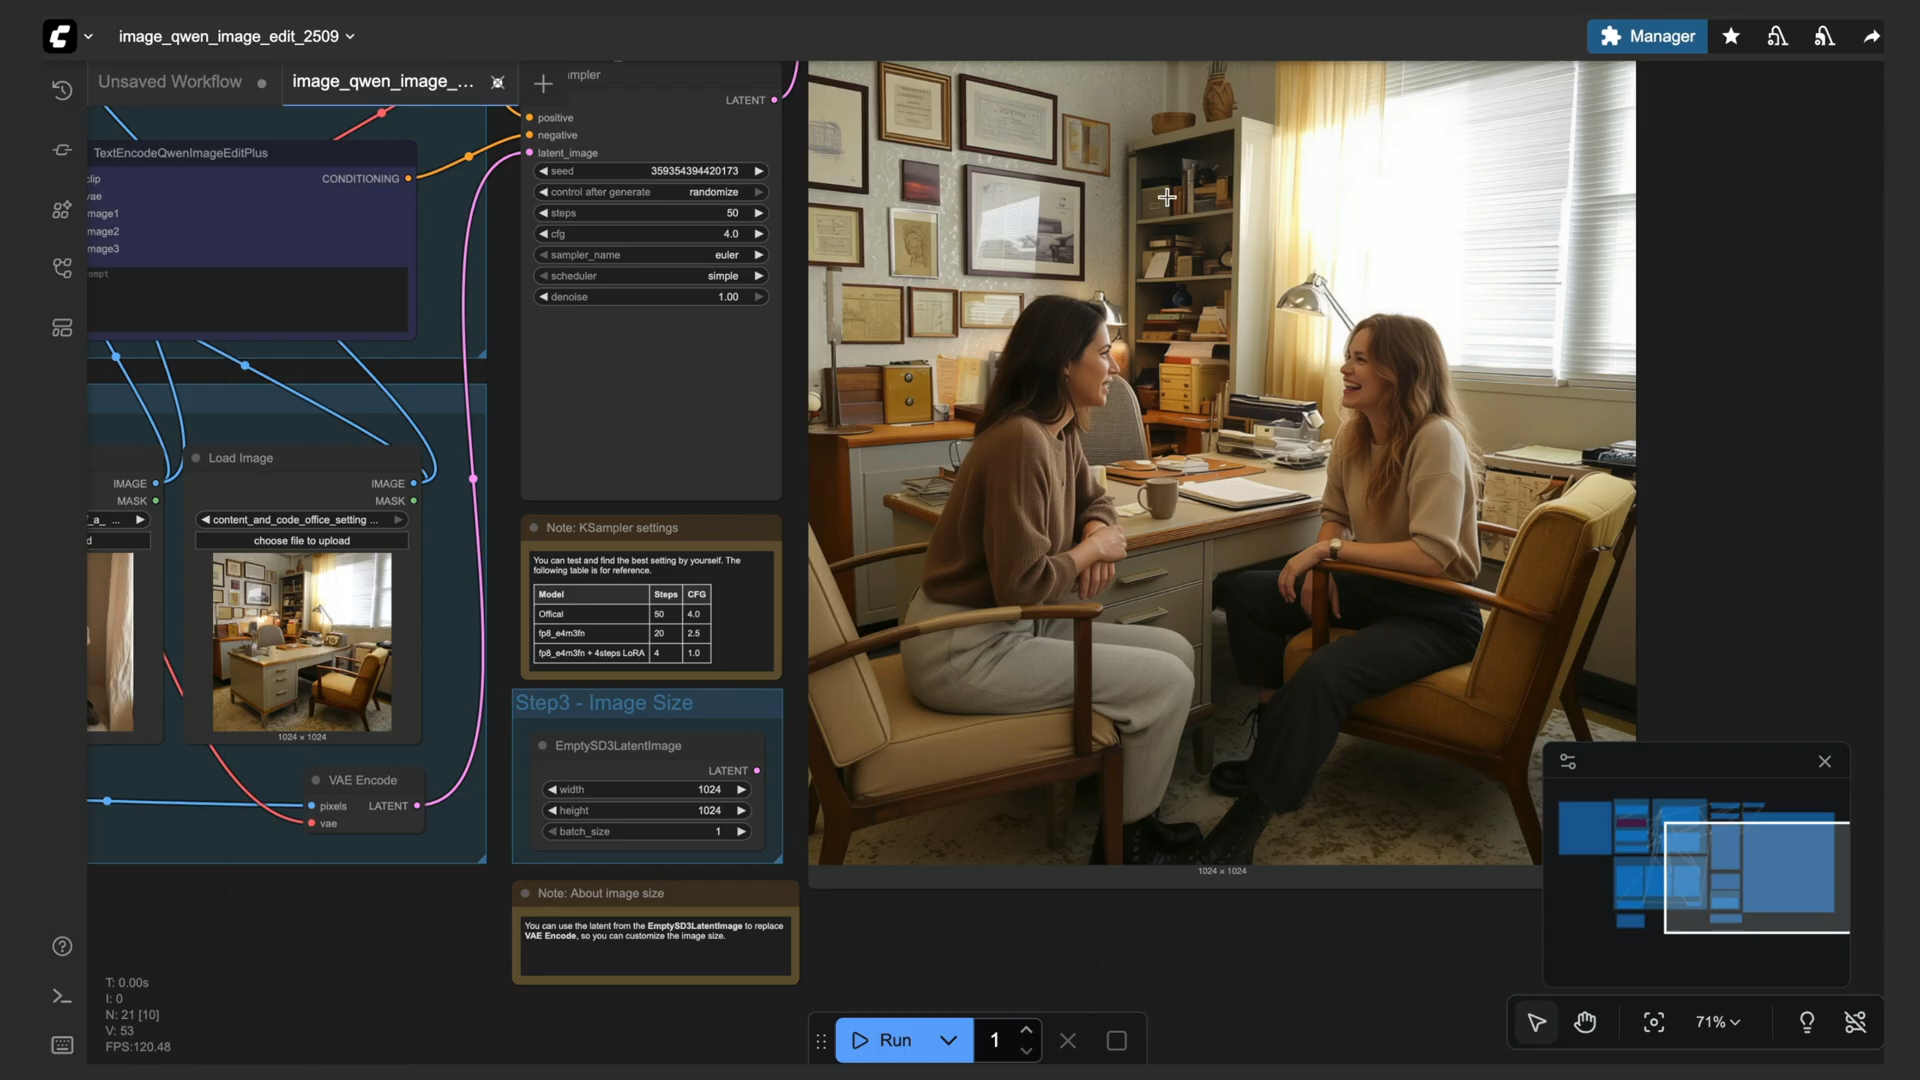 image_qwen_image_edit_2509
Manager
Unsaved Workflow
image_qwen_image_...
mpler
LATENT
positive
negative
latent_image
seed 359354394420173
control after generate randomize
steps 50
cfg 4.0
sampler_name euler
scheduler simple
denoise 1.00
TextEncodeQwenImageEditPlus
clip CONDITIONING
vae
mage1
mage2
mage3
ompt
IMAGE
MASK
_a_ ...
d
Load Image
IMAGE
MASK
content_and_code_office_setting ...
choose file to upload
1024 × 1024
VAE Encode
pixels LATENT
vae
Note: KSampler settings
You can test and find the best setting by yourself. The
following table is for reference.
Model Steps CFG
Offical 50 4.0
fp8_e4m3fn 20 2.5
fp8_e4m3fn + 4steps LoRA 4 1.0
Step3 - Image Size
EmptySD3LatentImage
LATENT
width 1024
height 1024
batch_size 1
Note: About image size
You can use the latent from the EmptySD3LatentImage to replace
VAE Encode, so you can customize the image size.
1024 × 1024
T: 0.00s
I: 0
N: 21 [10]
V: 53
FPS:120.48
Run
1
71%